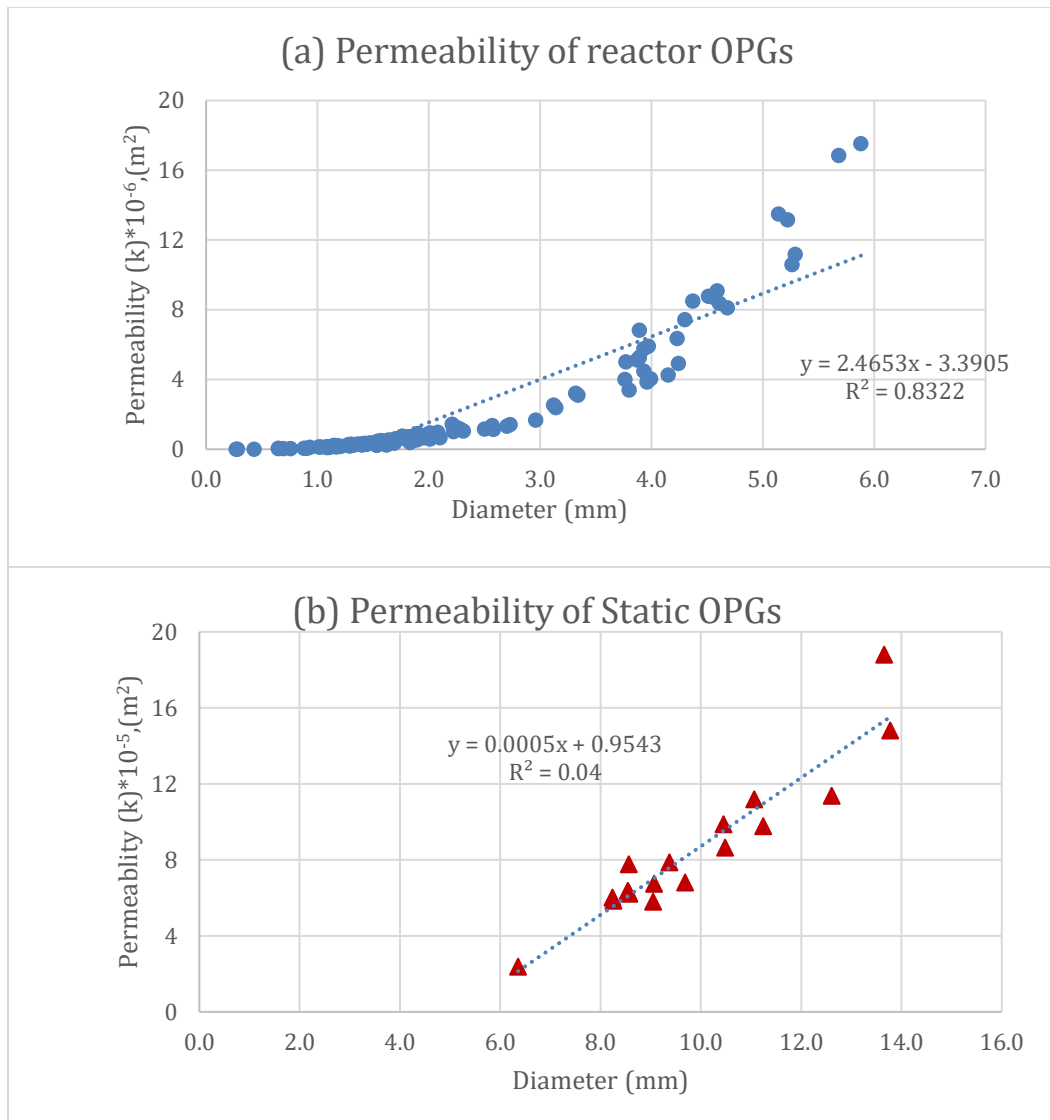 (a) Permeability of reactor OPGs
20
16
12
8
4
0
Permeability (k)*10⁻⁶,(m²)
y = 2.4653x - 3.3905
R² = 0.8322
0.0 1.0 2.0 3.0 4.0 5.0 6.0 7.0
Diameter (mm)
(b) Permeability of Static OPGs
20
16
12
8
4
0
Permeablity (k)*10⁻⁵,(m²)
y = 0.0005x + 0.9543
R² = 0.04
0.0 2.0 4.0 6.0 8.0 10.0 12.0 14.0 16.0
Diameter (mm)